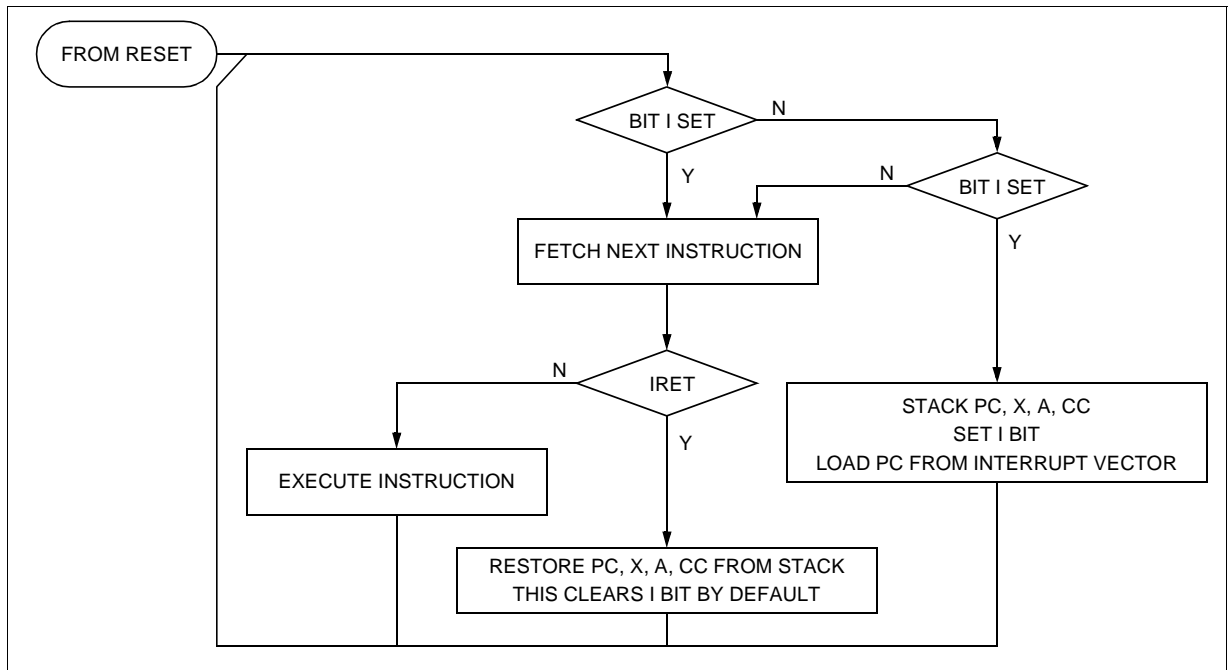 FROM RESET
BIT I SET
N
Y
N
BIT I SET
Y
FETCH NEXT INSTRUCTION
N
IRET
Y
STACK PC, X, A, CC
SET I BIT
LOAD PC FROM INTERRUPT VECTOR
EXECUTE INSTRUCTION
RESTORE PC, X, A, CC FROM STACK
THIS CLEARS I BIT BY DEFAULT